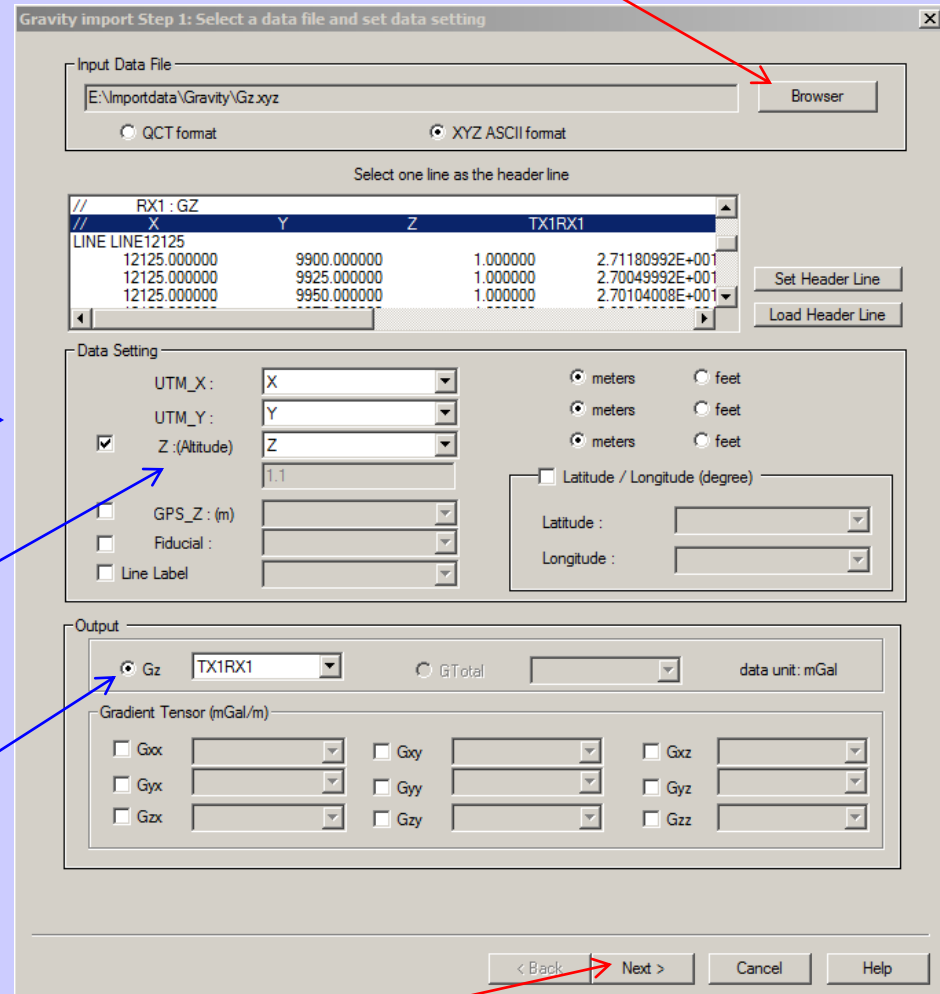 Gravity import Step 1: Select a data file and set data setting
Input Data File
E:\Importdata\Gravity\Gz.xyz
Browser
QCT format XYZ ASCII format
Select one line as the header line
// RX1 : GZ
// X Y Z TX1RX1
LINE LINE12125
12125.000000 9900.000000 1.000000 2.71180992E+001
12125.000000 9925.000000 1.000000 2.70049992E+001
12125.000000 9950.000000 1.000000 2.70104008E+001
Set Header Line
Load Header Line
Data Setting
UTM_X : X meters feet
UTM_Y : Y meters feet
Z :(Altitude) Z meters feet
1.1
Latitude / Longitude (degree)
GPS_Z : (m)
Fiducial :
Line Label
Latitude :
Longitude :
Output
Gz TX1RX1 GTotal data unit: mGal
Gradient Tensor (mGal/m)
Gxx Gxy Gxz
Gyx Gyy Gyz
Gzx Gzy Gzz
< Back Next > Cancel Help